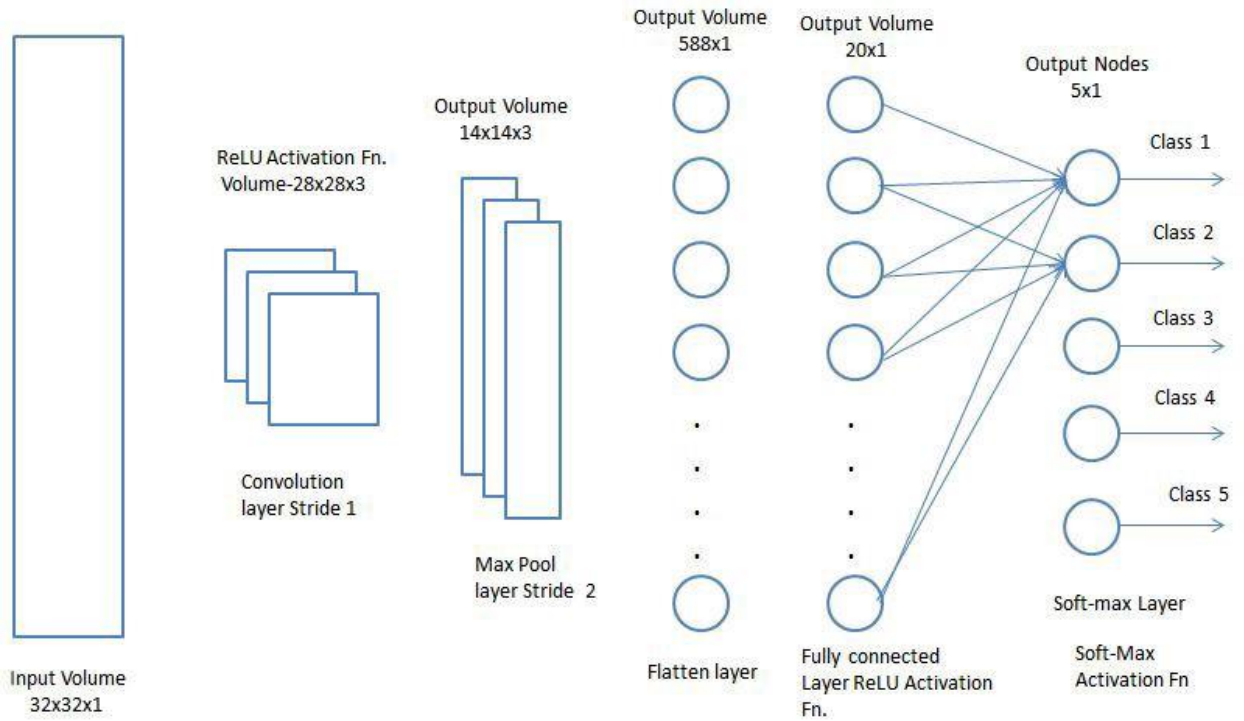 Input Volume
32x32x1
ReLU Activation Fn.
Volume-28x28x3
Convolution
layer Stride 1
Output Volume
14x14x3
Max Pool
layer Stride 2
Output Volume
588x1
Flatten layer
Output Volume
20x1
Fully connected
Layer ReLU Activation
Fn.
Output Nodes
5x1
Class 1
Class 2
Class 3
Class 4
Class 5
Soft-max Layer
Soft-Max
Activation Fn